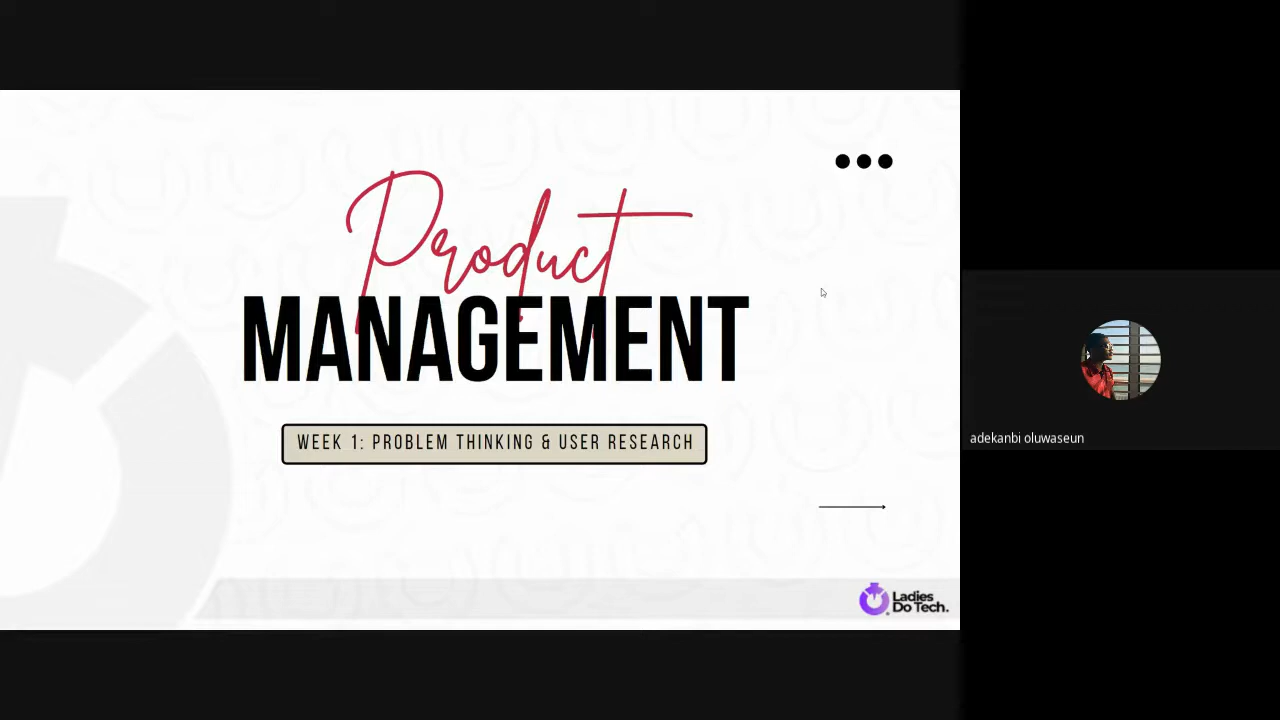 Product
MANAGEMENT
WEEK 1: PROBLEM THINKING & USER RESEARCH
Ladies
Do Tech.
adekanbi oluwaseun